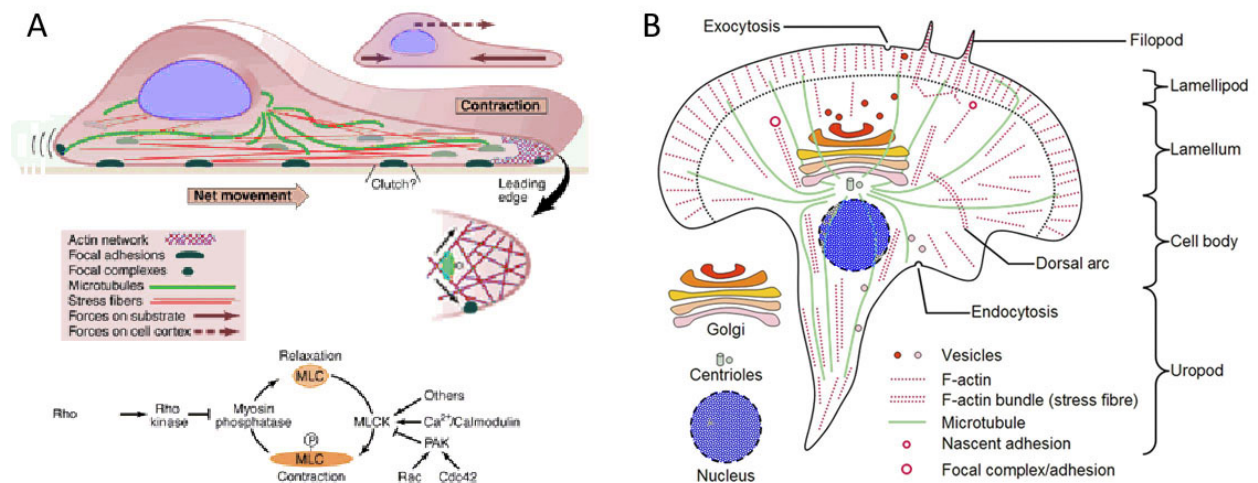 A
Contraction
Clutch?
Net movement
Leading
edge
Actin network
Focal adhesions
Focal complexes
Microtubules
Stress fibers
Forces on substrate
Forces on cell cortex
Relaxation
MLC
Rho
Rho
kinase
Myosin
phosphatase
MLCK
Others
Ca²⁺/Calmodulin
PAK
P
MLC
Contraction
Rac
Cdc42
B
Exocytosis
Filopod
Lamellipod
Lamellum
Cell body
Dorsal arc
Endocytosis
Uropod
Golgi
Centrioles
Nucleus
Vesicles
F-actin
F-actin bundle (stress fibre)
Microtubule
Nascent adhesion
Focal complex/adhesion